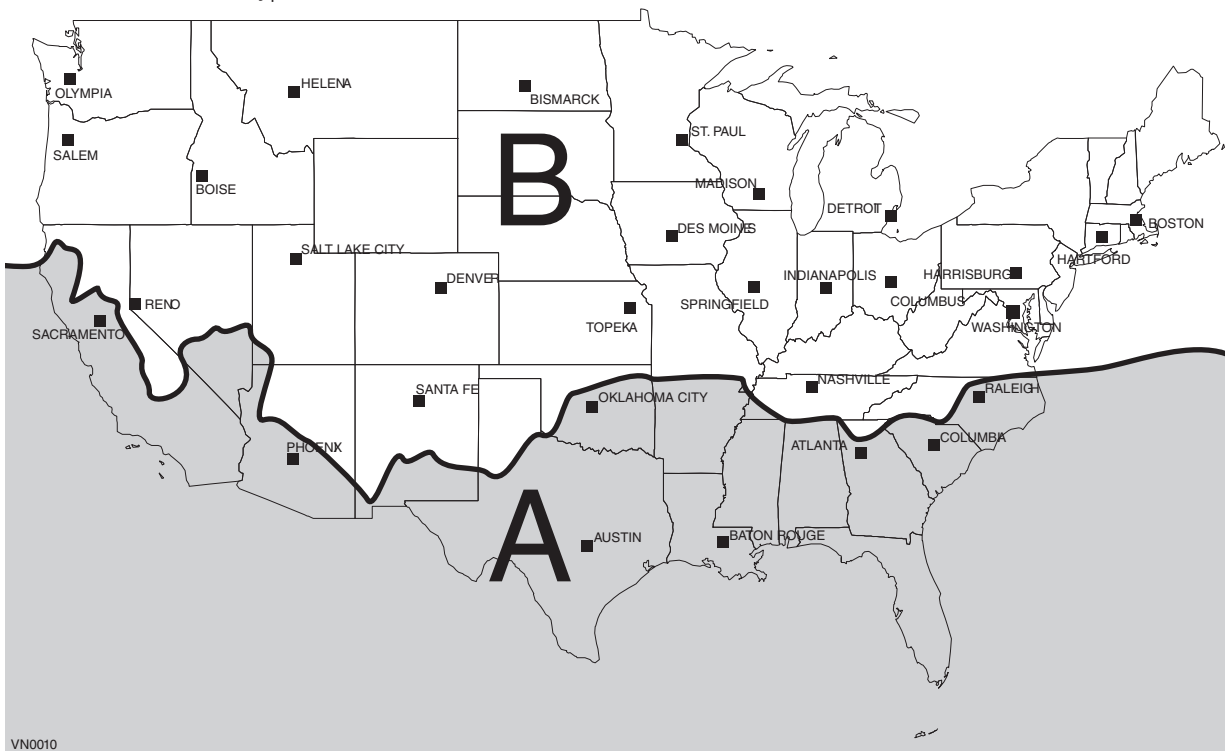 OLYMPIA
HELENA
BISMARCK
SALEM
ST. PAUL
B
BOISE
MADISON
DETROIT
BOSTON
DES MOINES
SALT LAKE CITY
HARTFORD
DENVER
INDIANAPOLIS
HARRISBURG
RENO
SPRINGFIELD
COLUMBUS
TOPEKA
WASHINGTON
SACRAMENTO
SANTA FE
NASHVILLE
OKLAHOMA CITY
RALEIGH
PHOENIX
ATLANTA
COLUMBA
A
AUSTIN
BATON ROUGE
VN0010